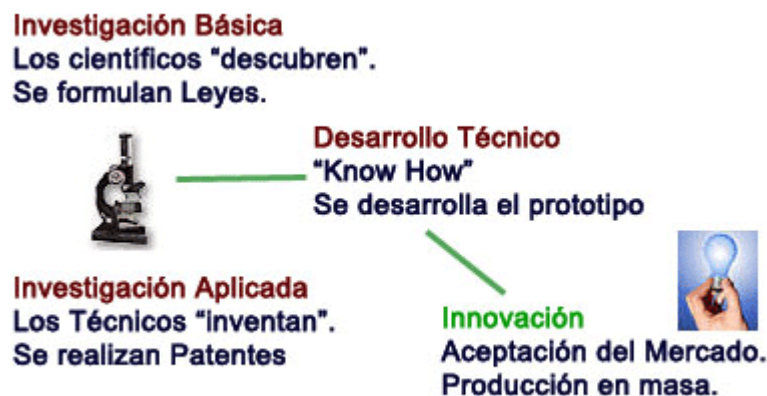 Investigación Básica
Los científicos “descubren”.
Se formulan Leyes.
Desarrollo Técnico
“Know How”
Se desarrolla el prototipo
Investigación Aplicada
Los Técnicos “inventan”.
Se realizan Patentes
Innovación
Aceptación del Mercado.
Producción en masa.